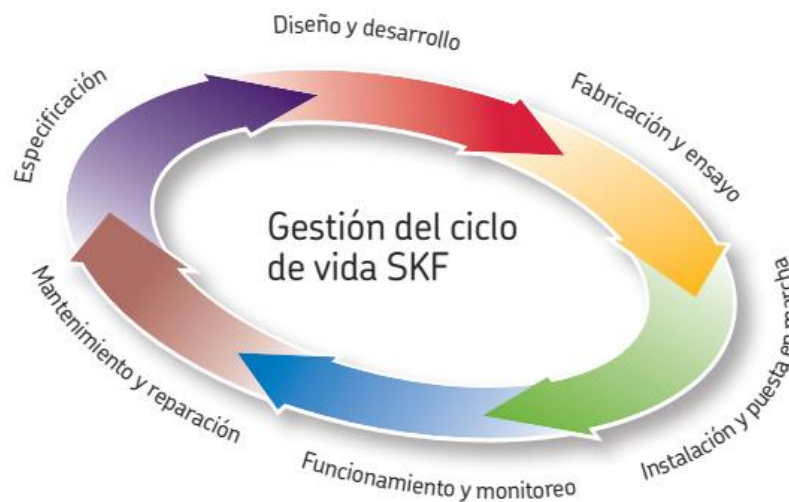 Diseño y desarrollo
Especificación
Fabricación y ensayo
Gestión del ciclo
de vida SKF
Mantenimiento y reparación
Instalación y puesta en marcha
Funcionamiento y monitoreo